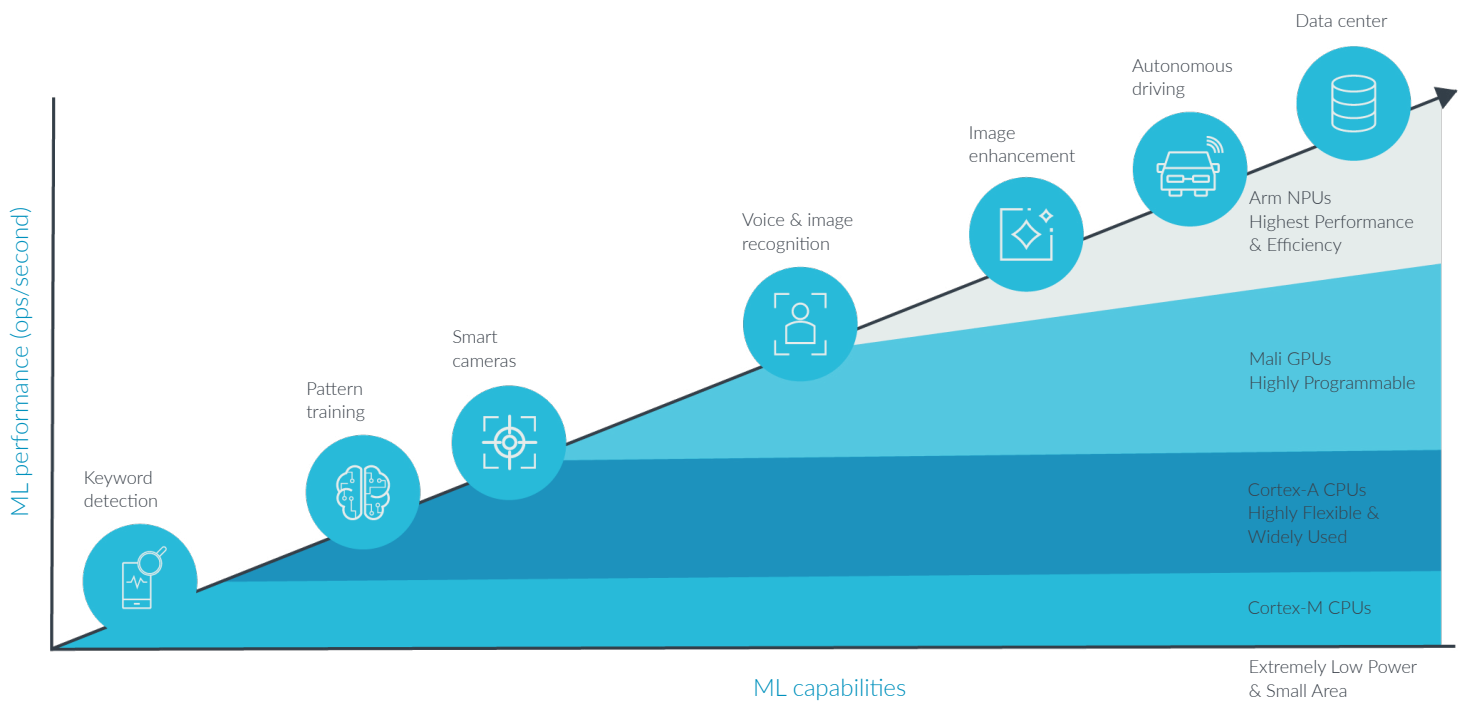 Data center
Autonomous
driving
Image
enhancement
Arm NPUs
Highest Performance
& Efficiency
Voice & image
recognition
Smart
cameras
Mali GPUs
Highly Programmable
Pattern
training
Keyword
detection
Cortex-A CPUs
Highly Flexible &
Widely Used
Cortex-M CPUs
Extremely Low Power
& Small Area
ML performance (ops/second)
ML capabilities